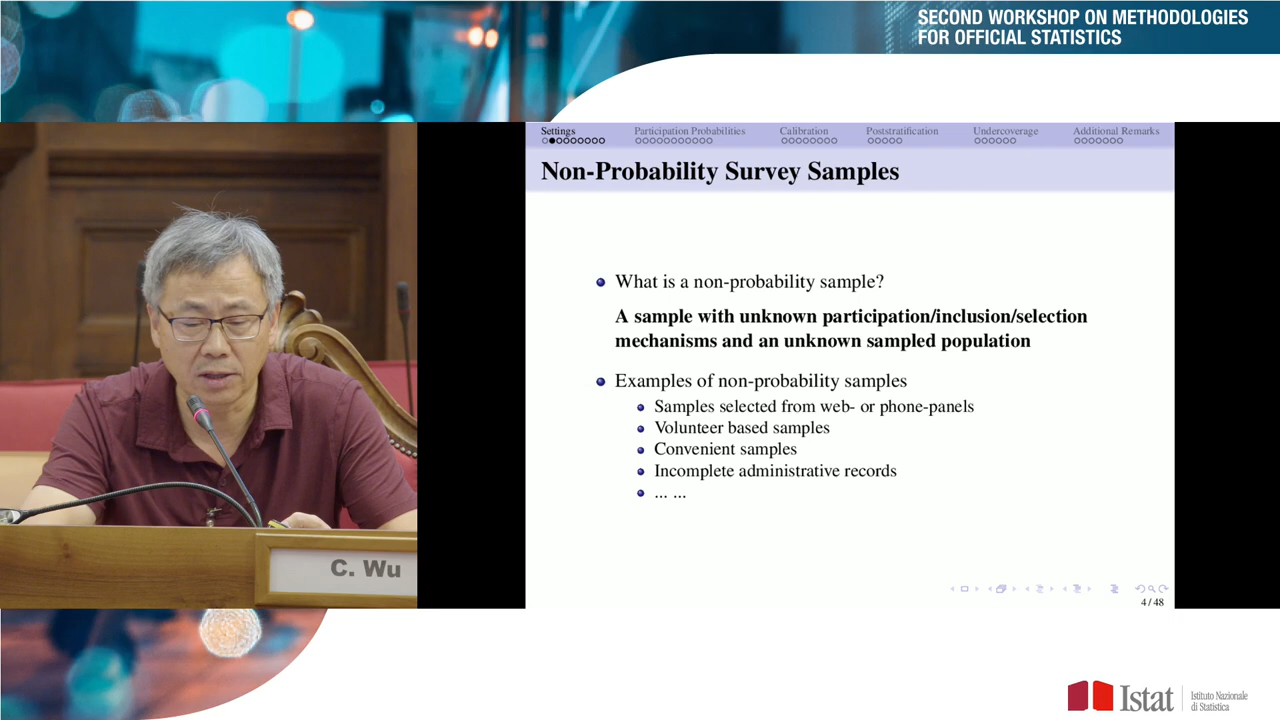 SECOND WORKSHOP ON METHODOLOGIES
FOR OFFICIAL STATISTICS
Settings Participation Probabilities Calibration Poststratification Undercoverage Additional Remarks
Non-Probability Survey Samples
What is a non-probability sample?
A sample with unknown participation/inclusion/selection
mechanisms and an unknown sampled population
Examples of non-probability samples
Samples selected from web- or phone-panels
Volunteer based samples
Convenient samples
Incomplete administrative records
... ...
4 / 48
C. Wu
Istat
Istituto Nazionale
di Statistica